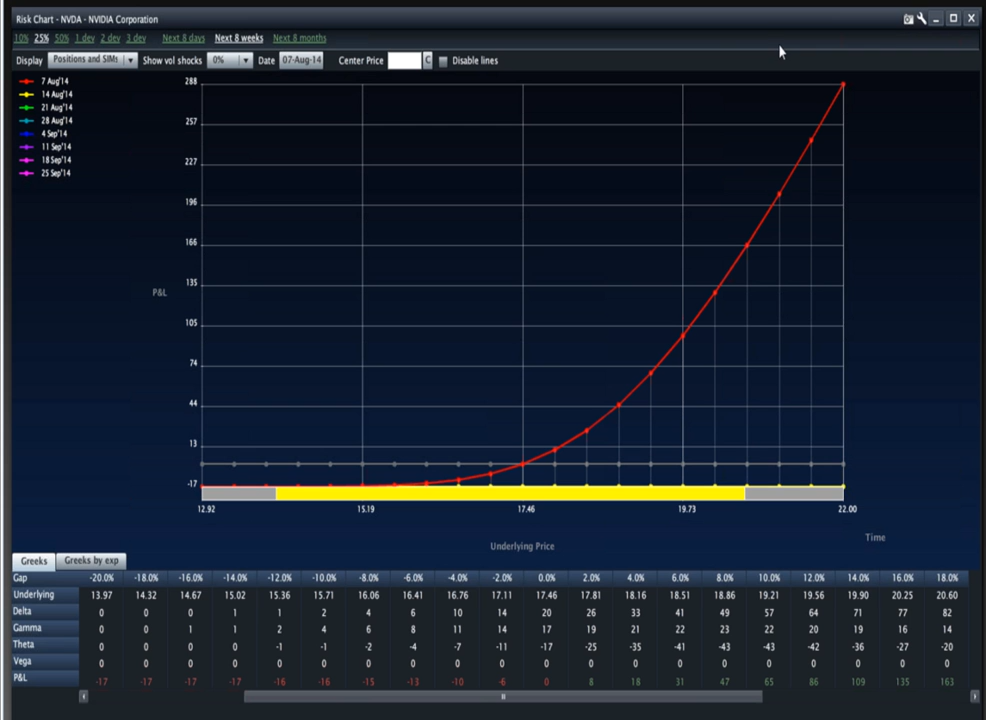 Risk Chart - NVDA - NVIDIA Corporation
10% 25% 50% 1 dev 2 dev 3 dev Next 8 days Next 8 weeks Next 8 months
Display Positions and SIMs Show vol shocks 0% Date 07-Aug-14 Center Price C Disable lines
7 Aug'14
14 Aug'14
21 Aug'14
28 Aug'14
4 Sep'14
11 Sep'14
18 Sep'14
25 Sep'14
288
257
227
196
166
P&L
135
105
74
44
13
-17
12.92 15.19 17.46 19.73 22.00
Time
Underlying Price
Greeks Greeks by exp
Gap -20.0% -18.0% -16.0% -14.0% -12.0% -10.0% -8.0% -6.0% -4.0% -2.0% 0.0% 2.0% 4.0% 6.0% 8.0% 10.0% 12.0% 14.0% 16.0% 18.0%
Underlying 13.97 14.32 14.67 15.02 15.36 15.71 16.06 16.41 16.76 17.11 17.46 17.81 18.16 18.51 18.86 19.21 19.56 19.90 20.25 20.60
Delta 0 0 0 1 1 2 4 6 10 14 20 26 33 41 49 57 64 71 77 82
Gamma 0 0 1 1 2 4 6 8 11 14 17 19 21 22 23 22 20 19 16 14
Theta 0 0 0 0 -1 -1 -2 -4 -7 -11 -17 -25 -35 -41 -43 -43 -42 -36 -27 -20
Vega 0 0 0 0 0 0 0 0 0 0 0 0 0 0 0 0 0 0 0 0
P&L -17 -17 -17 -17 -16 -16 -15 -13 -10 -6 0 8 18 31 47 65 86 109 135 163